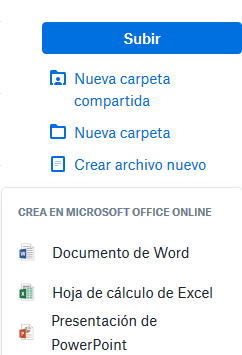 Subir
Nueva carpeta
compartida
Nueva carpeta
Crear archivo nuevo
CREA EN MICROSOFT OFFICE ONLINE
Documento de Word
Hoja de cálculo de Excel
Presentación de
PowerPoint